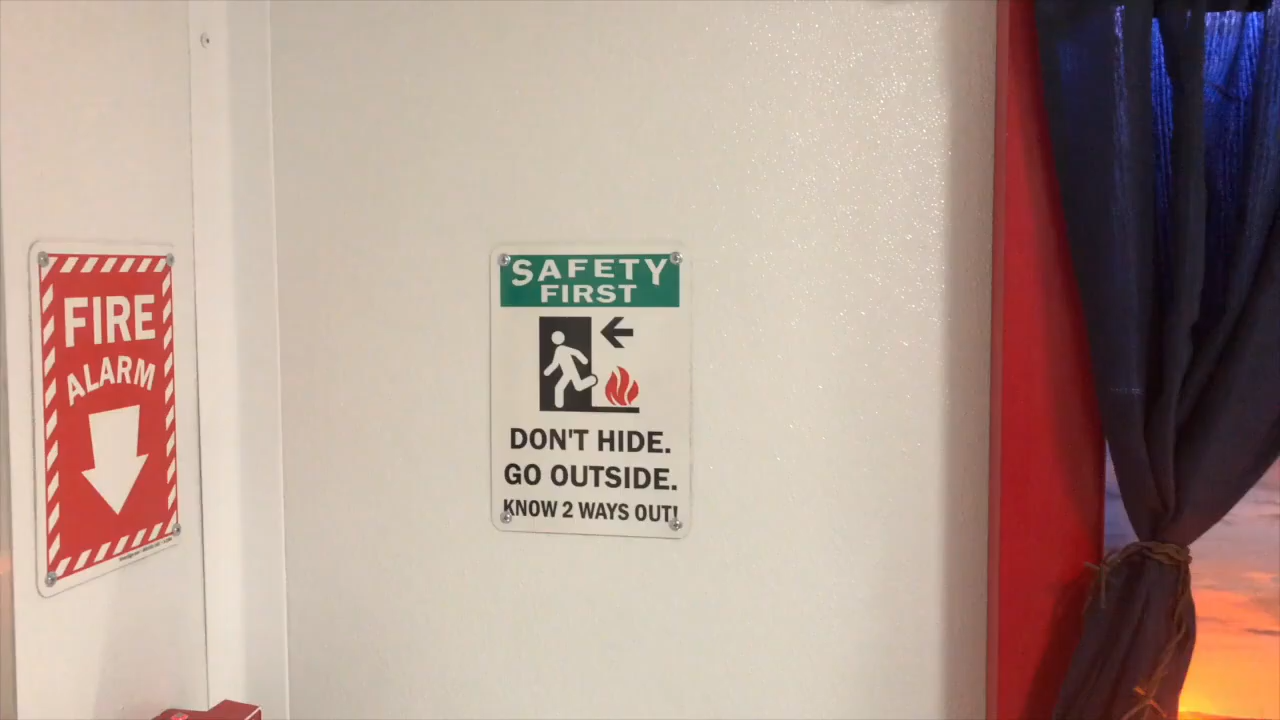 FIRE
ALARM
SAFETY
FIRST
DON'T HIDE.
GO OUTSIDE.
KNOW 2 WAYS OUT!